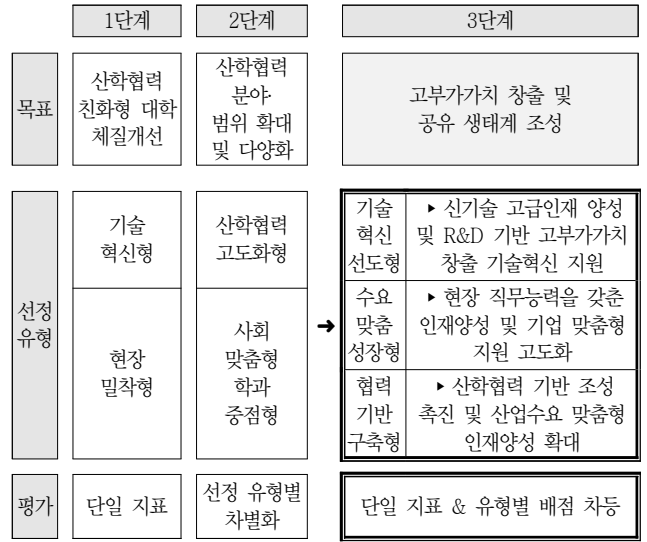 1단계
2단계
3단계
목표
산학협력
친화형 대학
체질개선
산학협력
분야·
범위 확대
및 다양화
고부가가치 창출 및
공유 생태계 조성
선정
유형
기술
혁신형
현장
밀착형
산학협력
고도화형
사회
맞춤형
학과
중점형
➜
기술
혁신
선도형
▸ 신기술 고급인재 양성
및 R&D 기반 고부가가치
창출 기술혁신 지원
수요
맞춤
성장형
▸ 현장 직무능력을 갖춘
인재양성 및 기업 맞춤형
지원 고도화
협력
기반
구축형
▸ 산학협력 기반 조성
촉진 및 산업수요 맞춤형
인재양성 확대
평가
단일 지표
선정 유형별
차별화
단일 지표 & 유형별 배점 차등